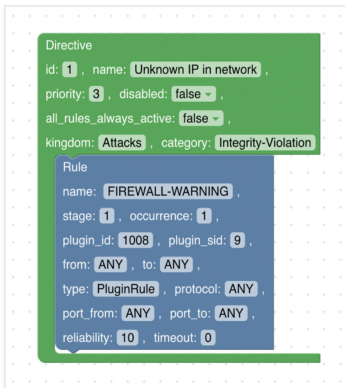 Directive
id: 1 , name: Unknown IP in network ,
priority: 3 , disabled: false ,
all_rules_always_active: false ,
kingdom: Attacks , category: Integrity-Violation
Rule
name: FIREWALL-WARNING ,
stage: 1 , occurrence: 1 ,
plugin_id: 1008 , plugin_sid: 9 ,
from: ANY , to: ANY ,
type: PluginRule , protocol: ANY ,
port_from: ANY , port_to: ANY ,
reliability: 10 , timeout: 0